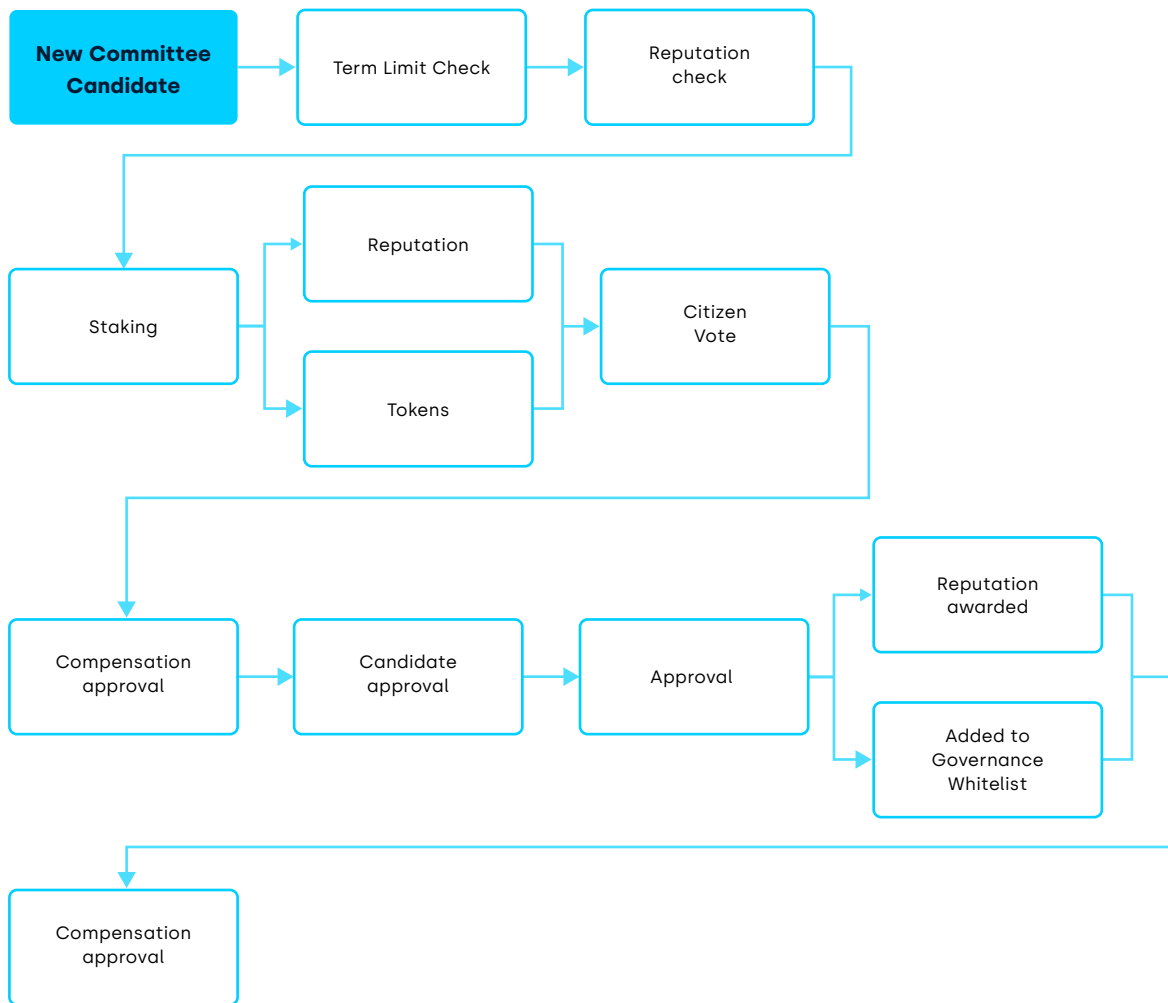 New Committee
Candidate
Term Limit Check
Reputation
check
Staking
Reputation
Tokens
Citizen
Vote
Compensation
approval
Candidate
approval
Approval
Reputation
awarded
Added to
Governance
Whitelist
Compensation
approval